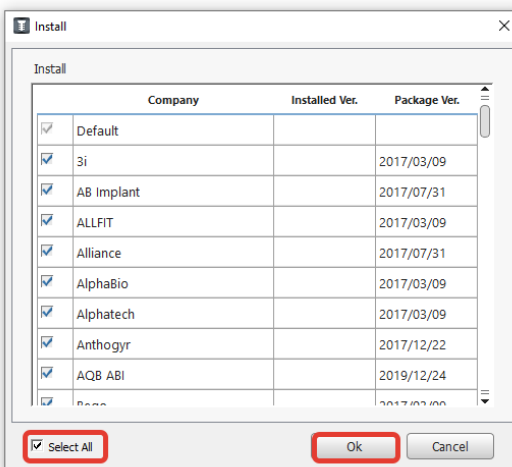 Install
Install
Company Installed Ver. Package Ver.
Default
3i 2017/03/09
AB Implant 2017/07/31
ALLFIT 2017/03/09
Alliance 2017/07/31
AlphaBio 2017/03/09
Alphatech 2017/03/09
Anthogyr 2017/12/22
AQB ABI 2019/12/24
Select All Ok Cancel